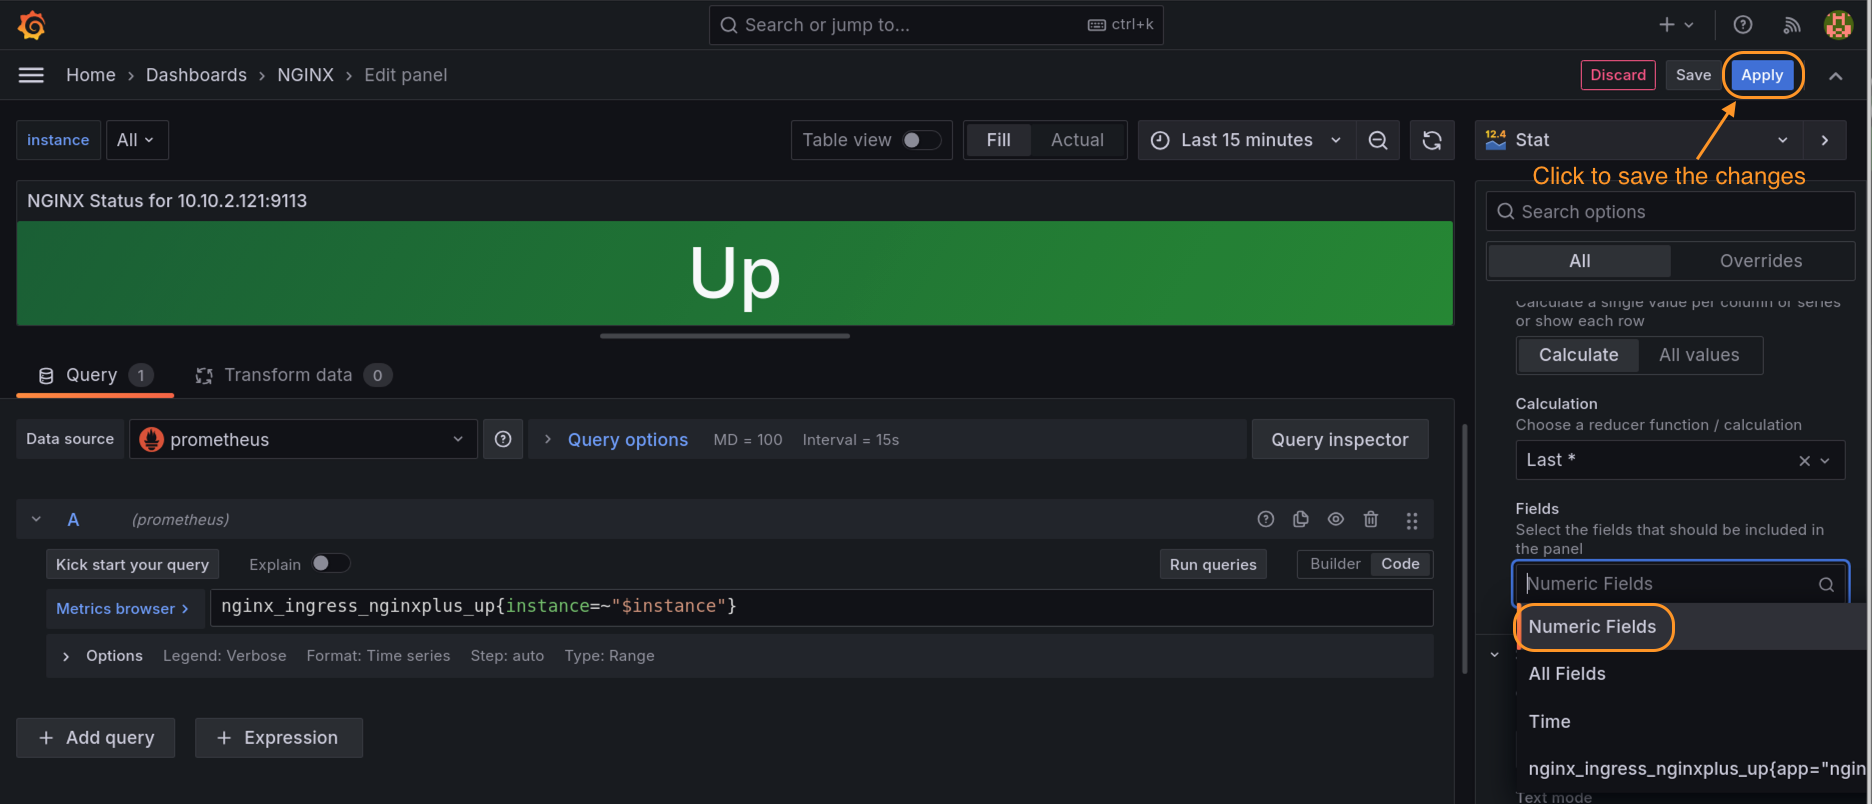 Search or jump to... ctrl+k
Home › Dashboards › NGINX › Edit panel
Discard Save Apply
instance All
Table view Fill Actual Last 15 minutes
12.4 Stat
Click to save the changes
NGINX Status for 10.10.2.121:9113
Up
Search options
All Overrides
Calculate a single value per column or series
or show each row
Calculate All values
Query 1 Transform data 0
Calculation
Choose a reducer function / calculation
Last *
Data source prometheus Query options MD = 100 Interval = 15s Query inspector
Fields
Select the fields that should be included in
the panel
Numeric Fields
A (prometheus)
Kick start your query Explain Run queries Builder Code
Metrics browser › nginx_ingress_nginxplus_up{instance=~"$instance"}
Options Legend: Verbose Format: Time series Step: auto Type: Range
+ Add query + Expression
Numeric Fields
All Fields
Time
nginx_ingress_nginxplus_up{app="ngin
Text mode